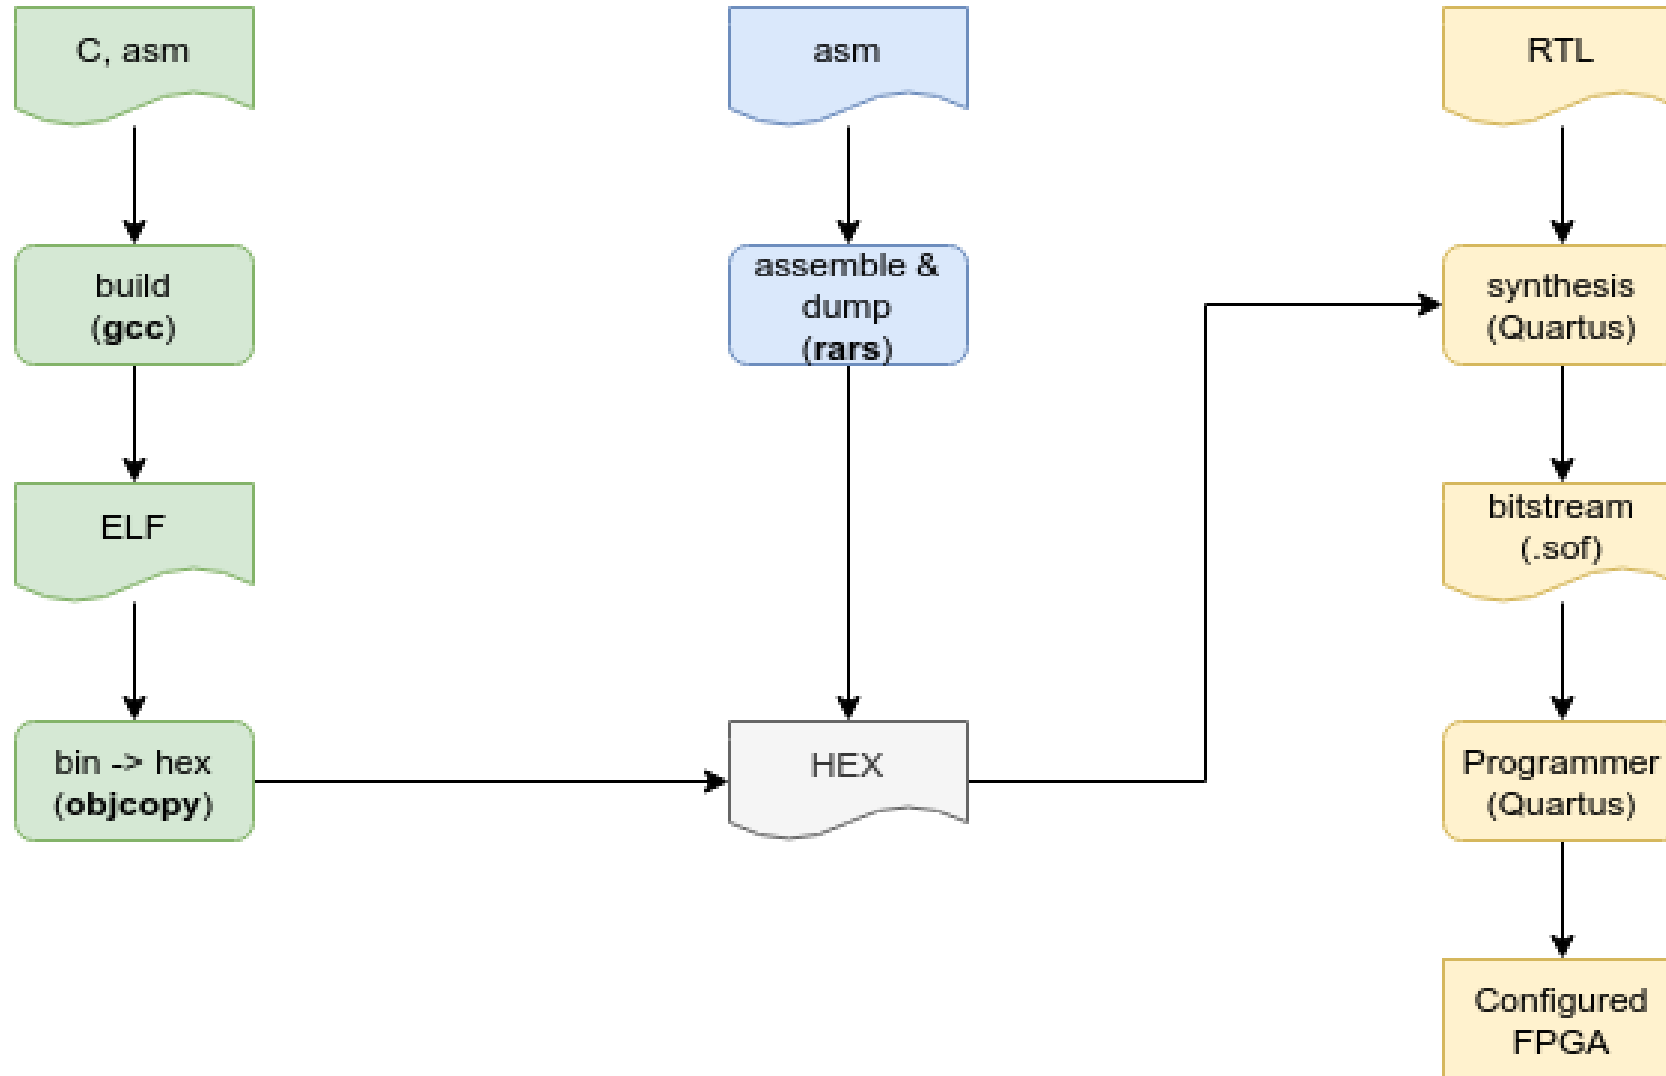 C, asm
asm
RTL
build
(gcc)
assemble &
dump
(rars)
synthesis
(Quartus)
ELF
bitstream
(.sof)
bin -> hex
(objcopy)
HEX
Programmer
(Quartus)
Configured
FPGA